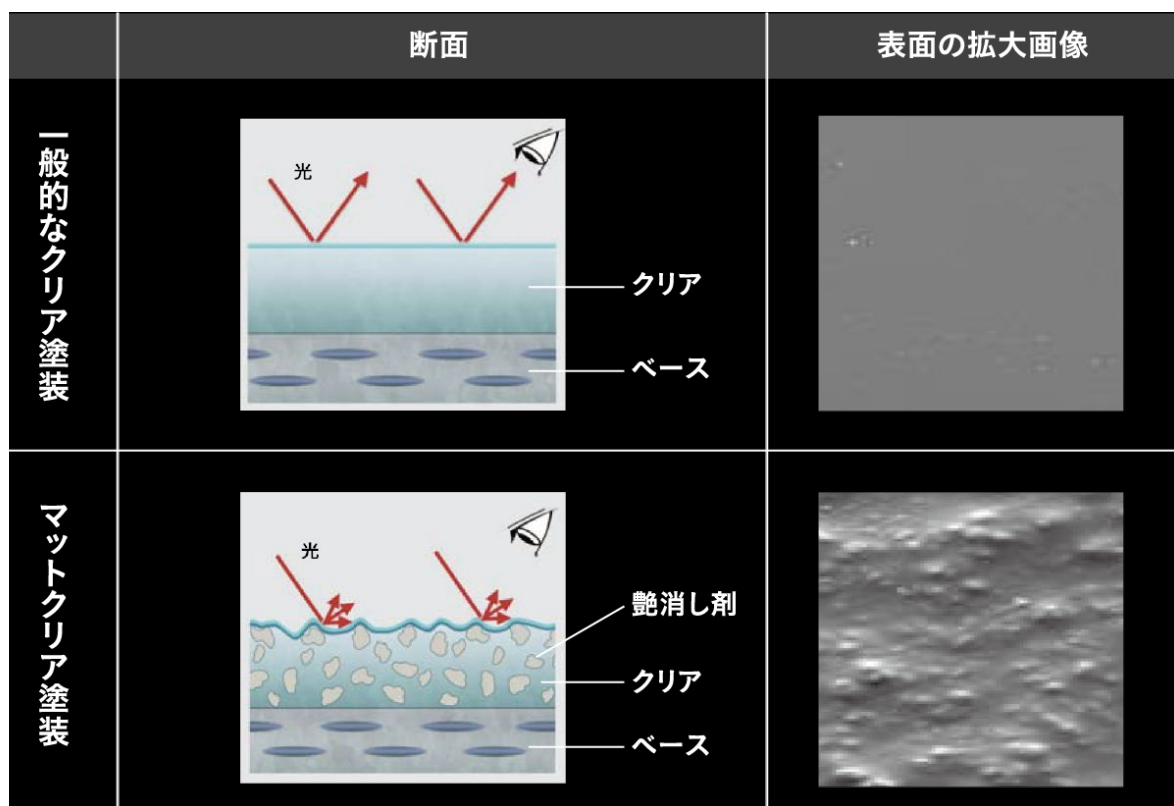 断面
表面の拡大画像
一般的なクリア塗装
光
クリア
ベース
マットクリア塗装
光
艶消し剤
クリア
ベース